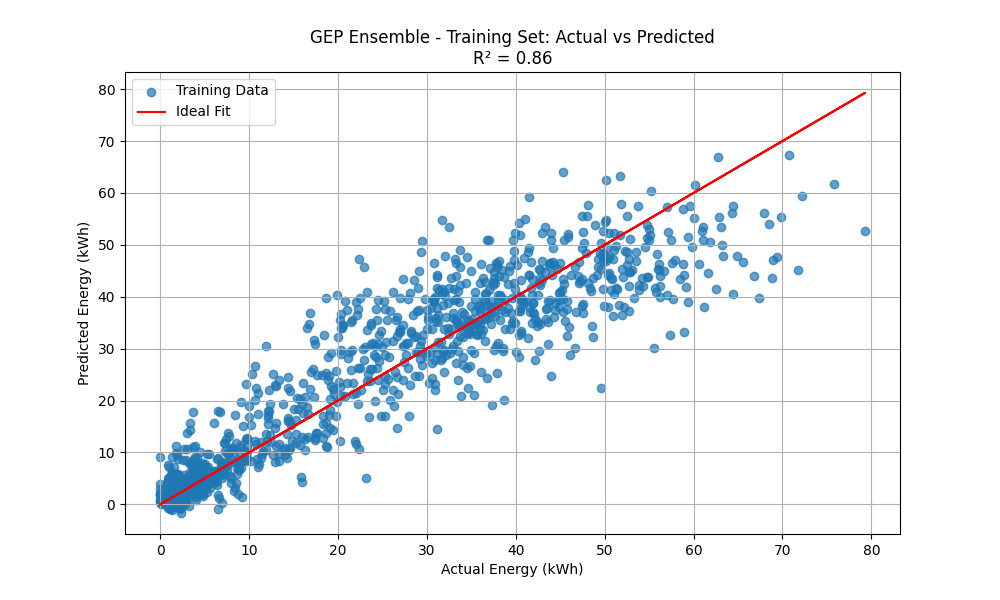 GEP Ensemble - Training Set: Actual vs Predicted
R² = 0.86
Training Data
Ideal Fit
Predicted Energy (kWh)
80
70
60
50
40
30
20
10
0
0 10 20 30 40 50 60 70 80
Actual Energy (kWh)